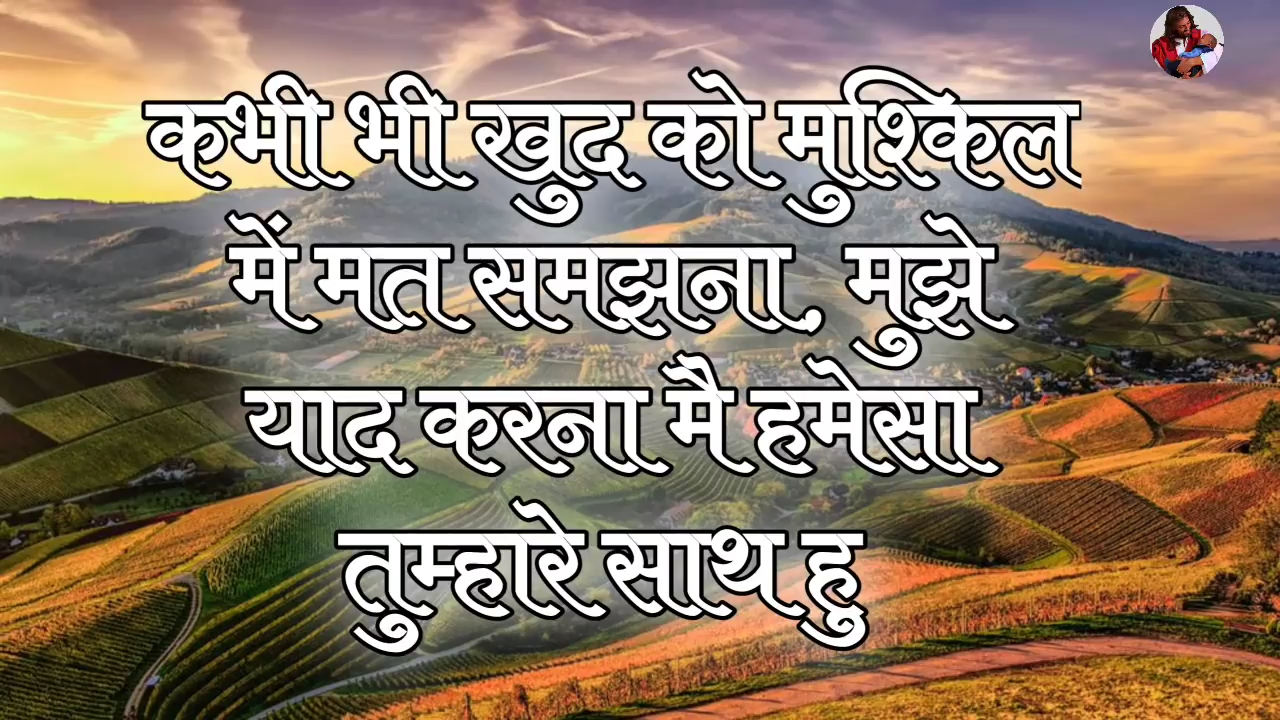 कभी भी खुद को मुश्किल
में मत समझना, मुझे
याद करना मै हमेसा
तुम्हारे साथ हु